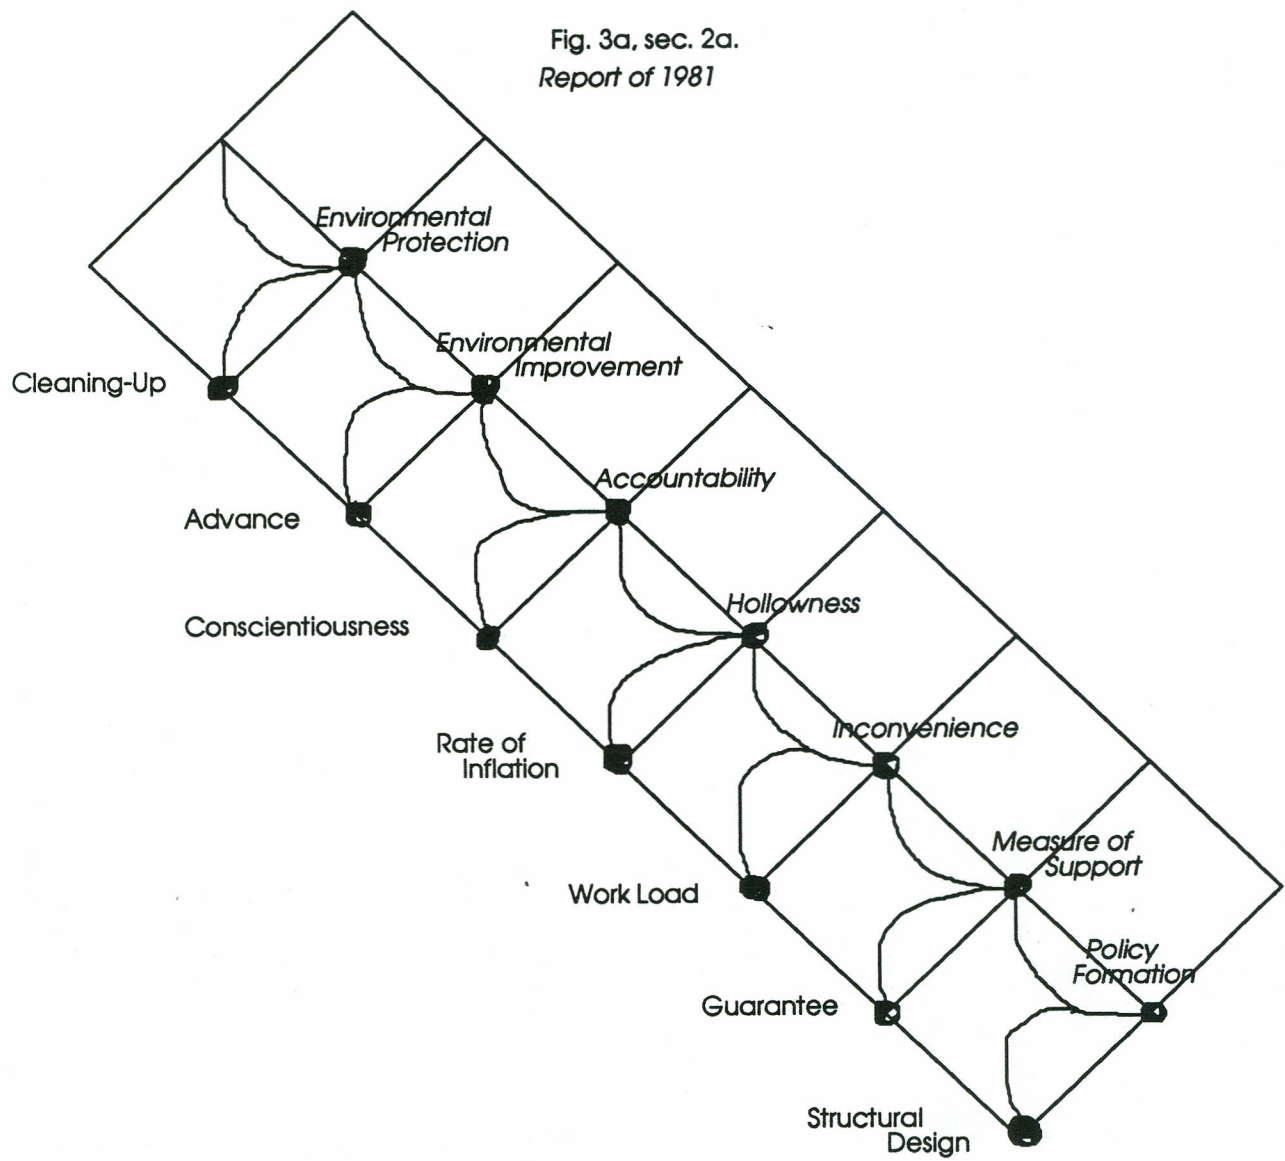 Fig. 3a, sec. 2a.
Report of 1981
Environmental
Protection
Environmental
Improvement
Cleaning-Up
Accountability
Advance
Hollowness
Conscientiousness
Inconvenience
Rate of
Inflation
Measure of
Support
Work Load
Policy
Formation
Guarantee
Structural
Design